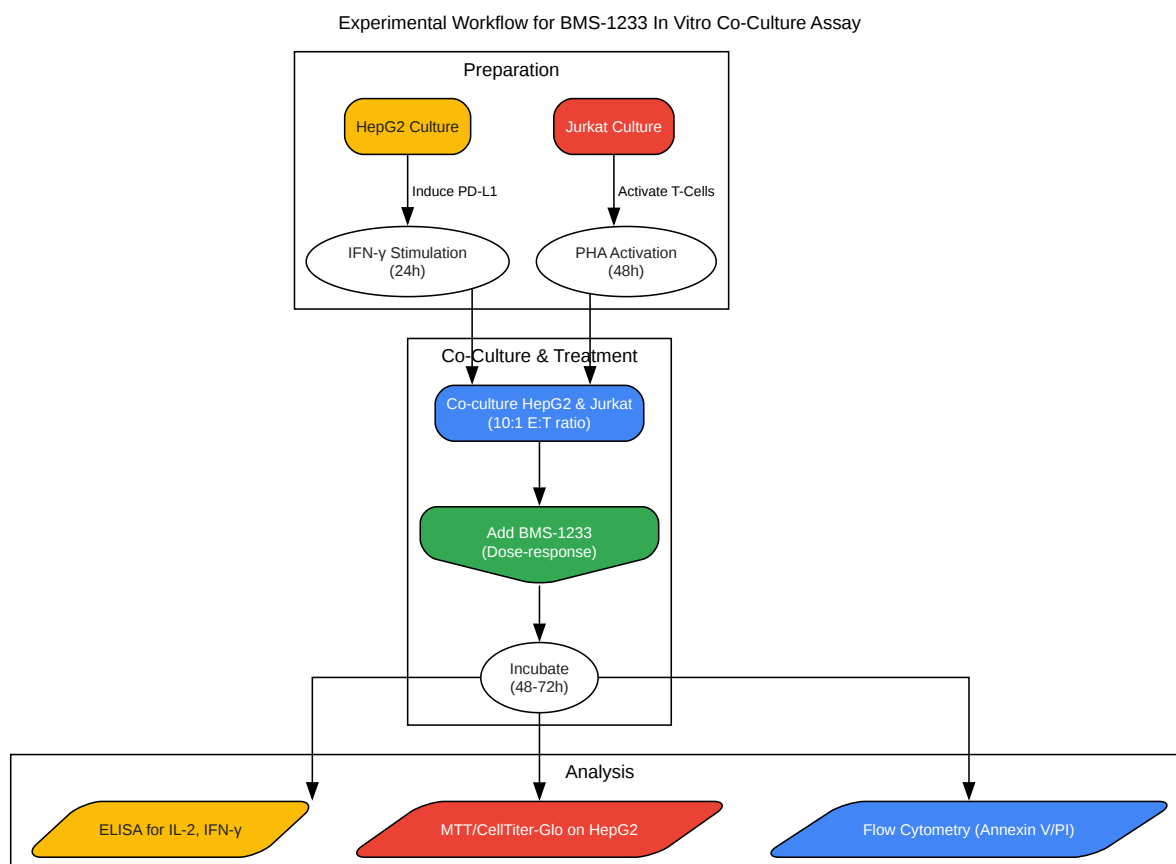 Experimental Workflow for BMS-1233 In Vitro Co-Culture Assay
Preparation
HepG2 Culture
Jurkat Culture
Induce PD-L1
Activate T-Cells
IFN-γ Stimulation
(24h)
PHA Activation
(48h)
Co-Culture & Treatment
Co-culture HepG2 & Jurkat
(10:1 E:T ratio)
Add BMS-1233
(Dose-response)
Incubate
(48-72h)
Analysis
ELISA for IL-2, IFN-γ
MTT/CellTiter-Glo on HepG2
Flow Cytometry (Annexin V/PI)